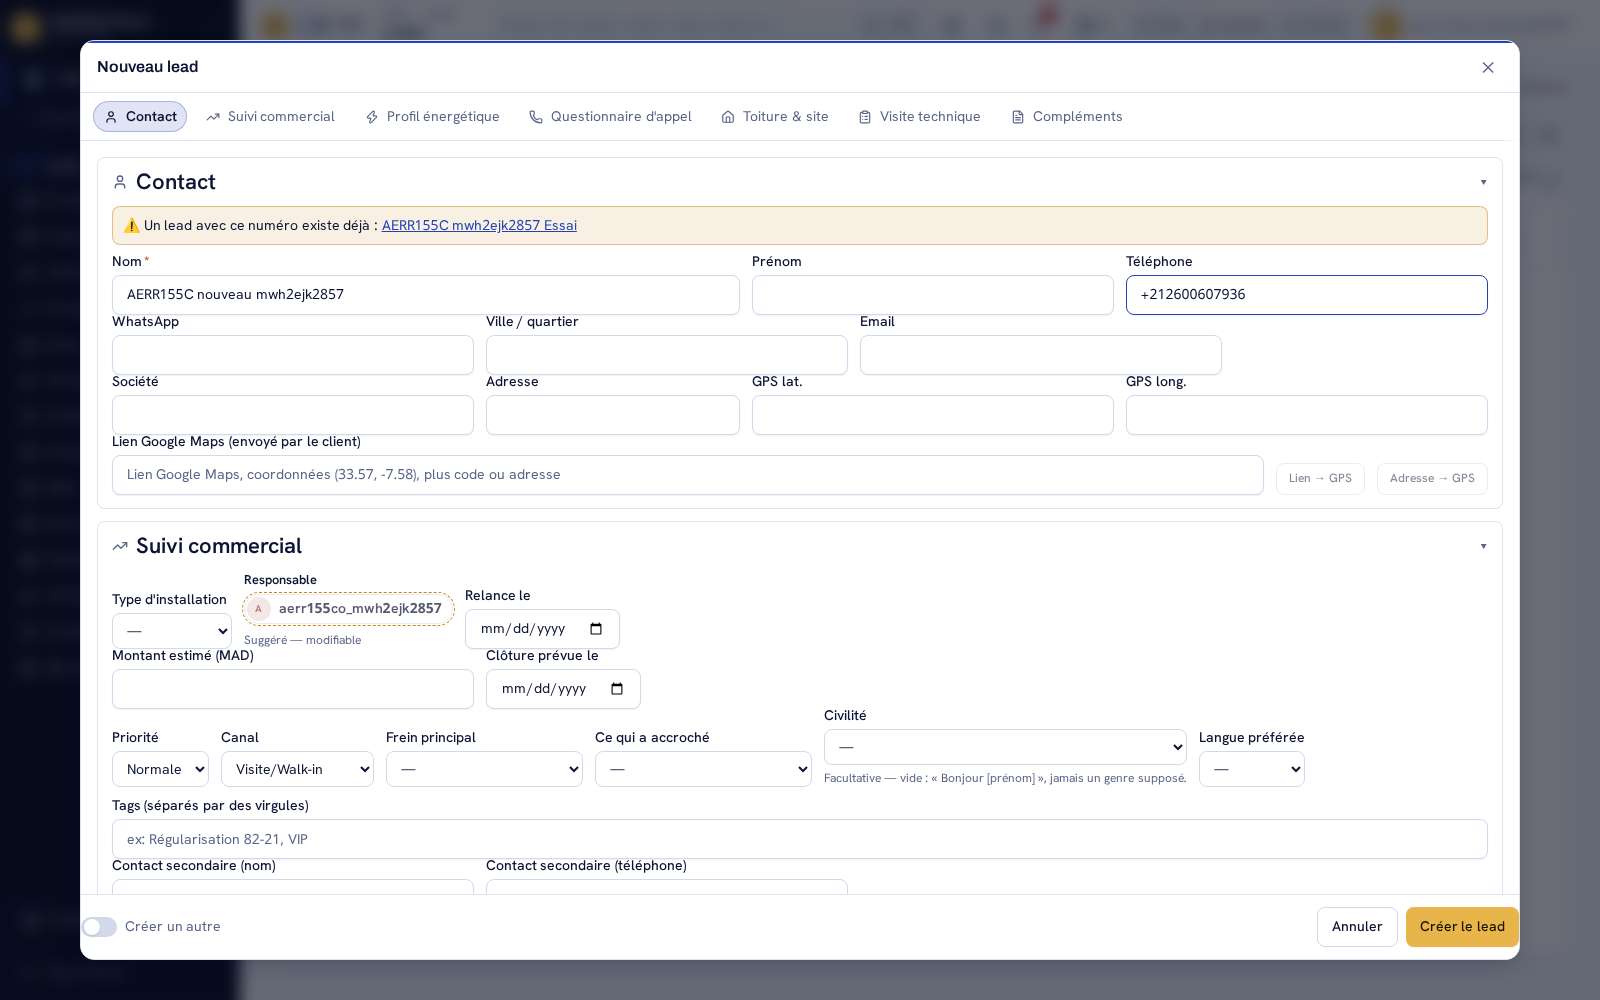 Nouveau lead
Contact
Suivi commercial
Profil énergétique
Questionnaire d'appel
Toiture & site
Visite technique
Compléments
Contact
⚠️ Un lead avec ce numéro existe déjà : AERR155C mwh2ejk2857 Essai
Nom *
Prénom
Téléphone
AERR155C nouveau mwh2ejk2857
+212600607936
WhatsApp
Ville / quartier
Email
Société
Adresse
GPS lat.
GPS long.
Lien Google Maps (envoyé par le client)
Lien Google Maps, coordonnées (33.57, -7.58), plus code ou adresse
Lien → GPS
Adresse → GPS
Suivi commercial
Type d'installation
Responsable
Relance le
—
A
aerr155co_mwh2ejk2857
mm/dd/yyyy
Suggéré — modifiable
Montant estimé (MAD)
Clôture prévue le
mm/dd/yyyy
Priorité
Canal
Frein principal
Ce qui a accroché
Civilité
Langue préférée
Normale
Visite/Walk-in
—
—
—
—
Facultative — vide : « Bonjour [prénom] », jamais un genre supposé.
Tags (séparés par des virgules)
ex: Régularisation 82-21, VIP
Contact secondaire (nom)
Contact secondaire (téléphone)
Créer un autre
Annuler
Créer le lead